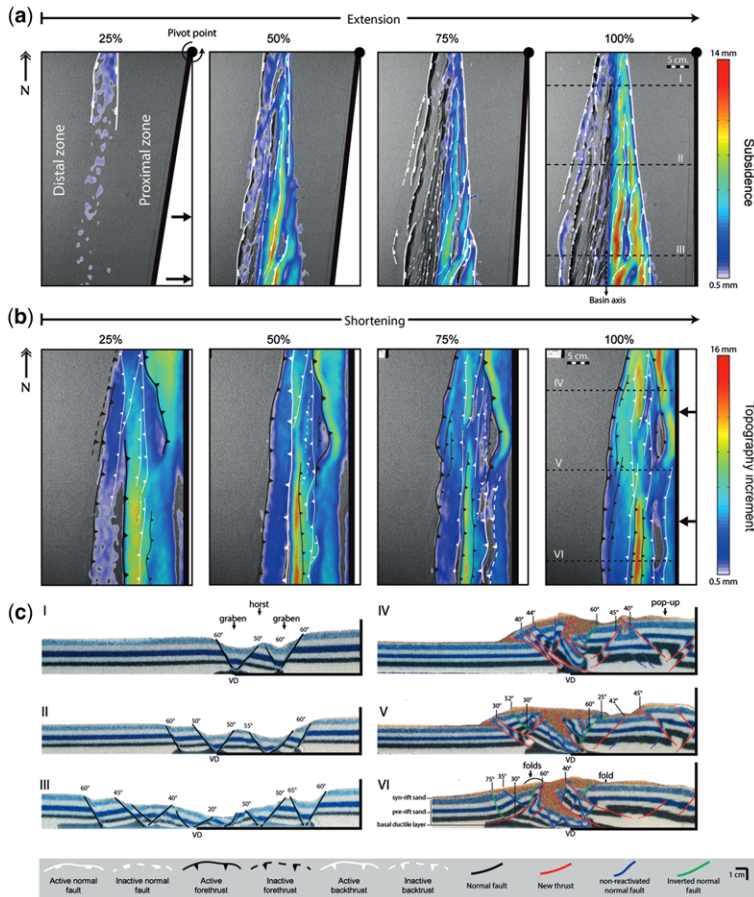 (a)
Extension
25%
Pivot point
50%
75%
100%
N
Distal zone
Proximal zone
5 cm.
I
II
III
Basin axis
14 mm
Subsidence
0.5 mm
(b)
Shortening
25%
50%
75%
100%
N
5 cm.
IV
V
VI
16 mm
Topography increment
0.5 mm
(c)
I
horst
graben
graben
60°
50°
60°
60°
VD
II
60°
50°
50°
55°
60°
VD
III
60°
45°
40°
20°
50°
65°
60°
VD
IV
pop-up
40°
44°
60°
45°
40°
VD
V
30°
52°
30°
60°
25°
42°
45°
VD
VI
folds
fold
75°
35°
30°
60°
40°
syn-rift sand
pre-rift sand
basal ductile layer
VD
Active normal fault
Inactive normal fault
Active forethrust
Inactive forethrust
Active backthrust
Inactive backtrust
Normal fault
New thrust
non-reactivated normal fault
Inverted normal fault
1 cm